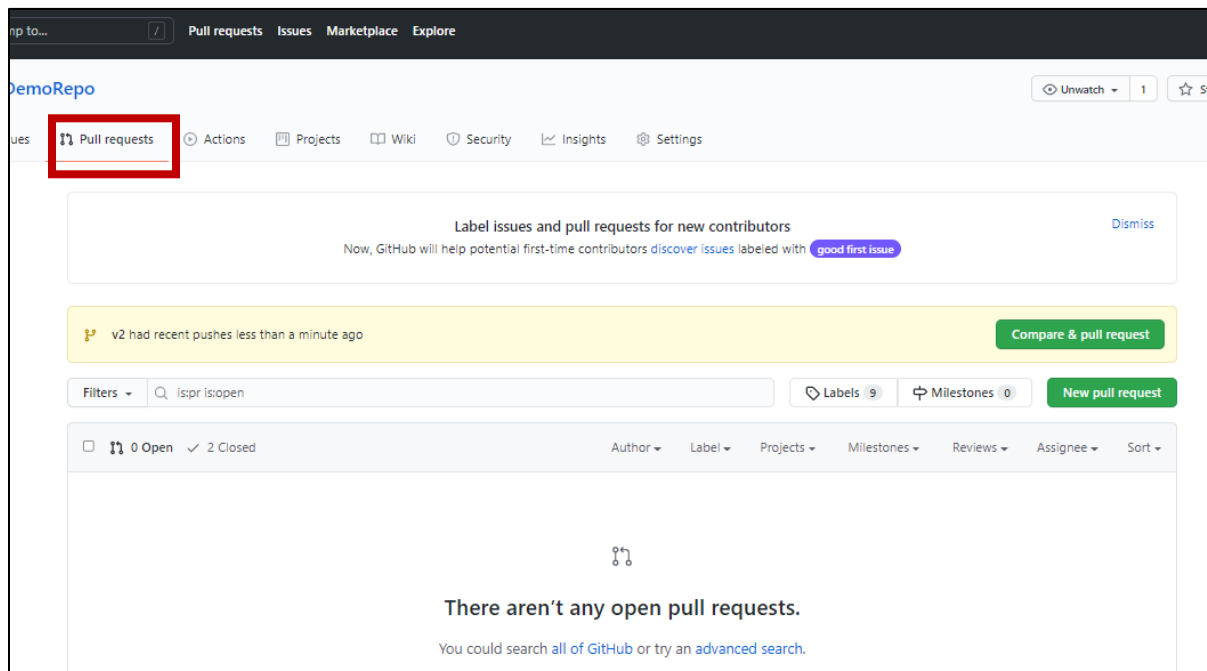 to...
/
Pull requests Issues Marketplace Explore
DemoRepo
Unwatch 1
Pull requests Actions Projects Wiki Security Insights Settings
Label issues and pull requests for new contributors
Dismiss
Now, GitHub will help potential first-time contributors discover issues labeled with good first issue
v2 had recent pushes less than a minute ago
Compare & pull request
Filters is:pr is:open Labels 9 Milestones 0 New pull request
0 Open 2 Closed Author Label Projects Milestones Reviews Assignee Sort
There aren't any open pull requests.
You could search all of GitHub or try an advanced search.